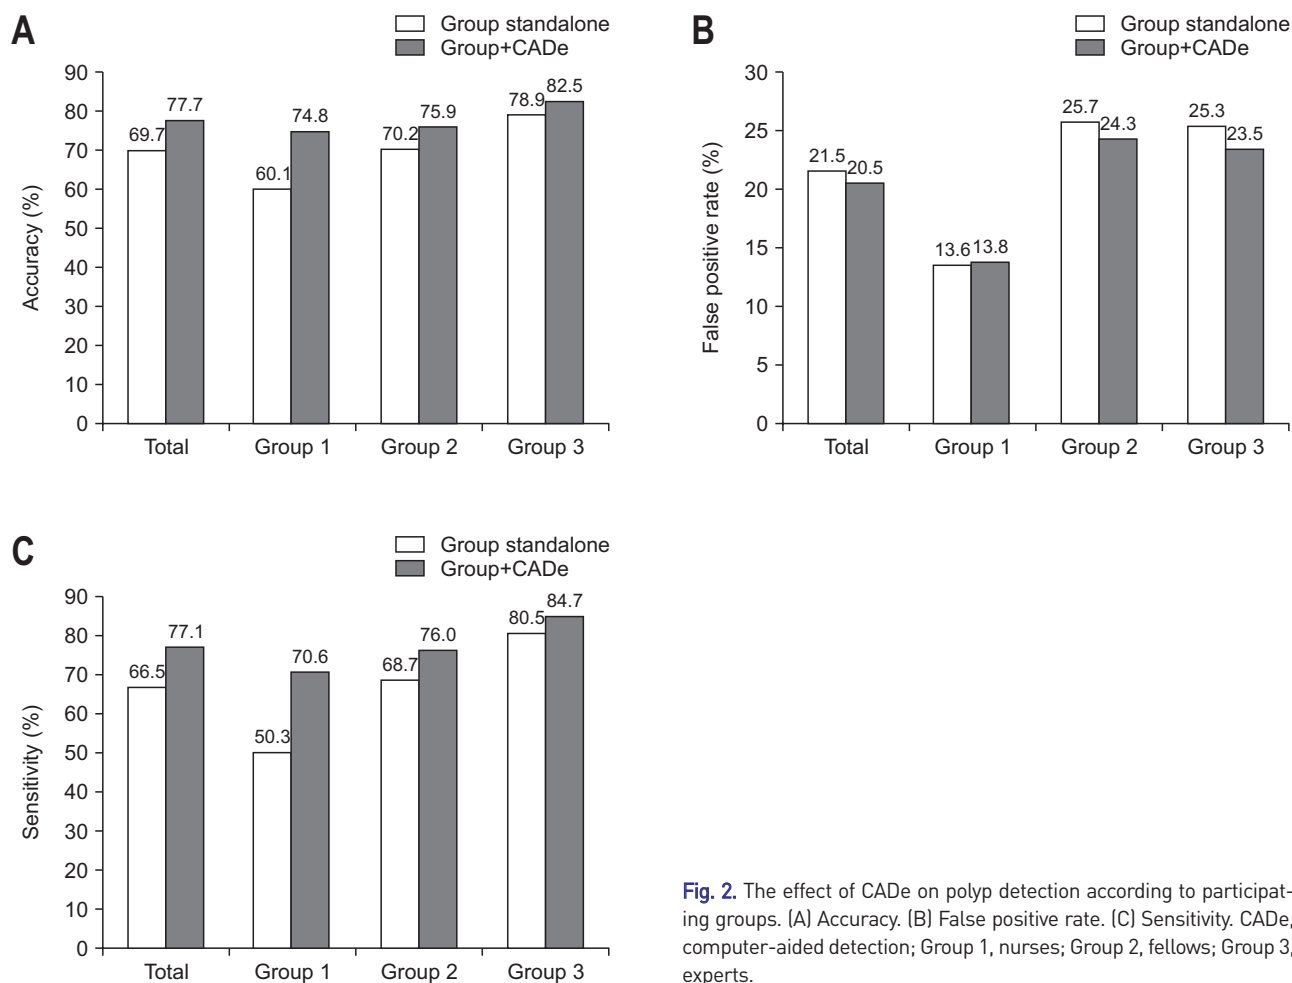 A
Group standalone
Group+CADe
Accuracy (%)
90
80
70
60
50
40
30
20
10
0
69.7
77.7
60.1
74.8
70.2
75.9
78.9
82.5
Total
Group 1
Group 2
Group 3
B
Group standalone
Group+CADe
False positive rate (%)
30
25
20
15
10
5
0
21.5
20.5
13.6
13.8
25.7
24.3
25.3
23.5
Total
Group 1
Group 2
Group 3
C
Group standalone
Group+CADe
Sensitivity (%)
90
80
70
60
50
40
30
20
10
0
66.5
77.1
50.3
70.6
68.7
76.0
80.5
84.7
Total
Group 1
Group 2
Group 3
Fig. 2. The effect of CADe on polyp detection according to participat-
ing groups. (A) Accuracy. (B) False positive rate. (C) Sensitivity. CADe,
computer-aided detection; Group 1, nurses; Group 2, fellows; Group 3,
experts.